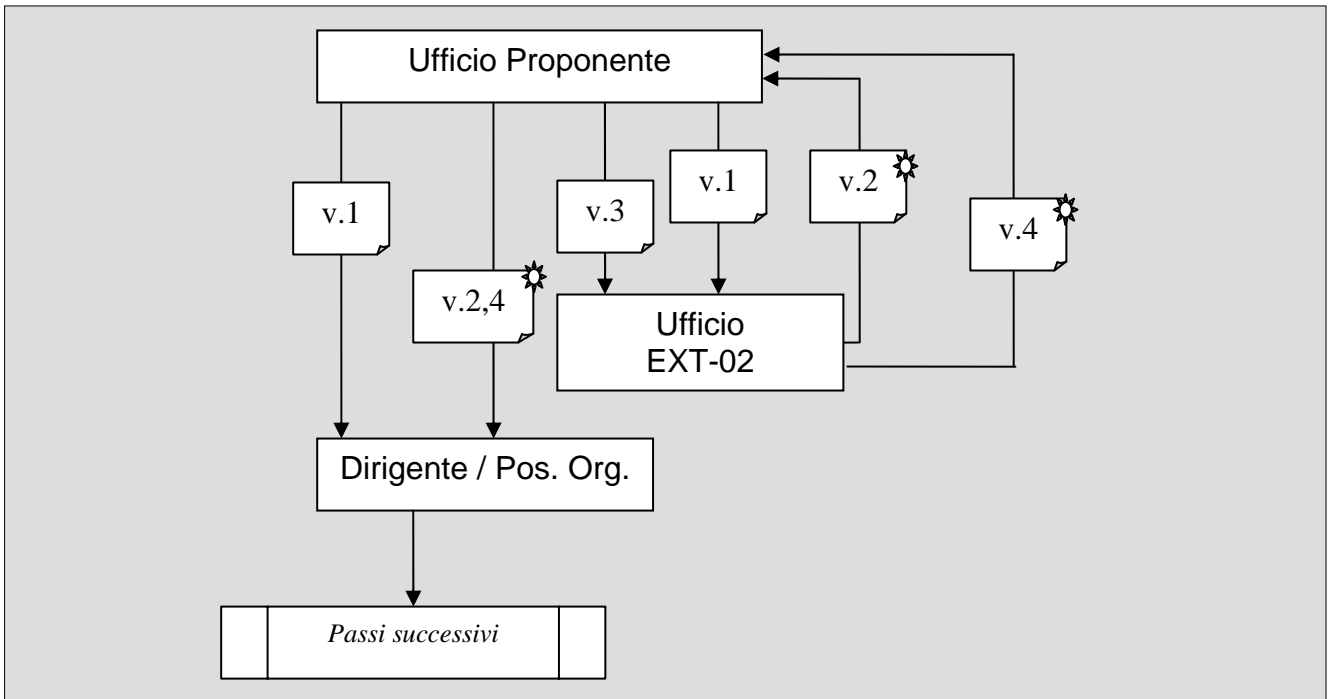 Ufficio Proponente
v.1
v.2
v.3
v.1
v.4
v.2,4
Ufficio
EXT-02
Dirigente / Pos. Org.
Passi successivi